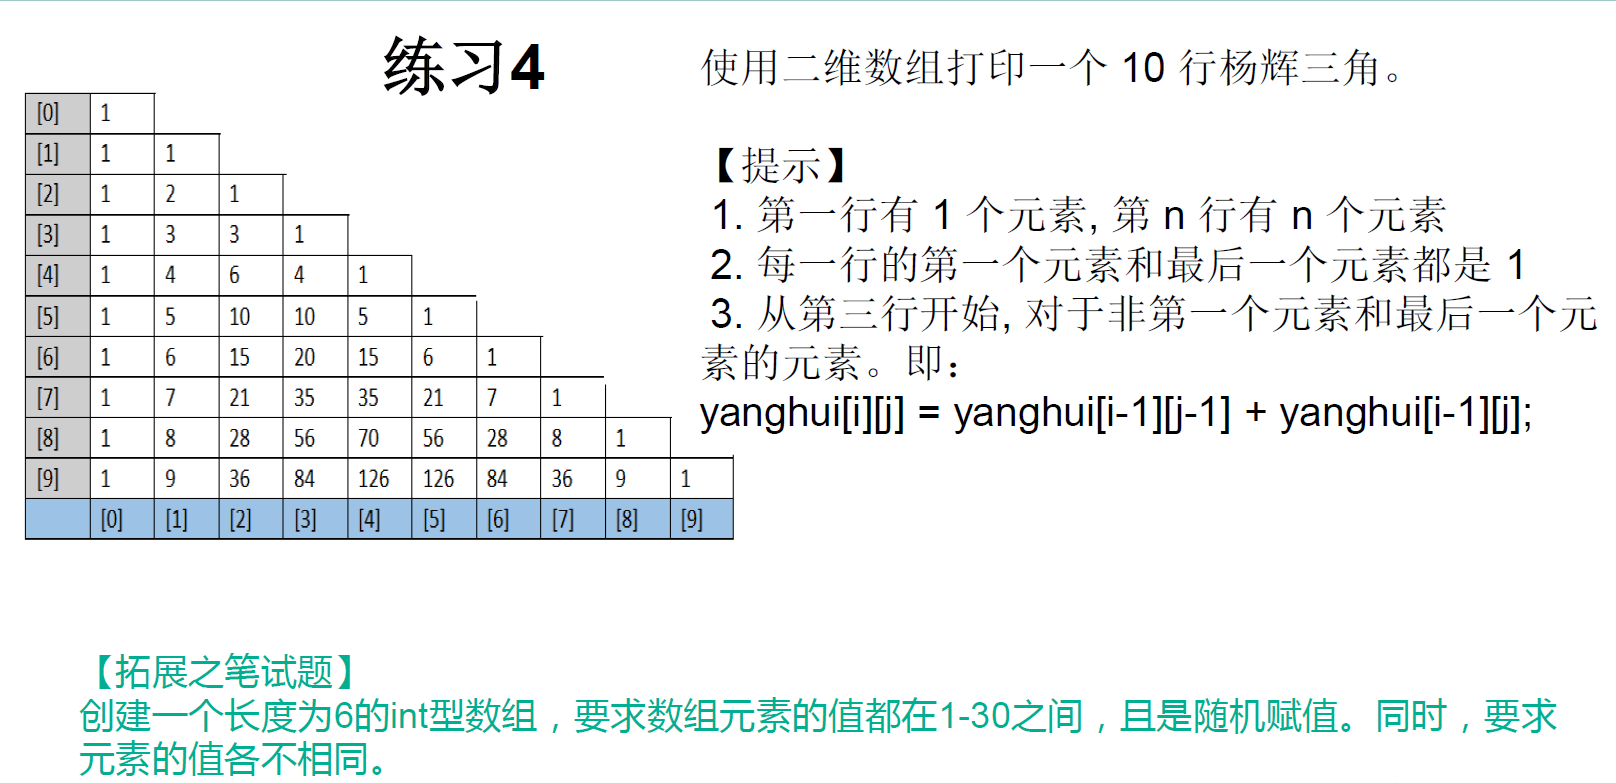 练习4
使用二维数组打印一个 10 行杨辉三角。
[0] 1
[1] 1 1
[2] 1 2 1
[3] 1 3 3 1
[4] 1 4 6 4 1
[5] 1 5 10 10 5 1
[6] 1 6 15 20 15 6 1
[7] 1 7 21 35 35 21 7 1
[8] 1 8 28 56 70 56 28 8 1
[9] 1 9 36 84 126 126 84 36 9 1
[0] [1] [2] [3] [4] [5] [6] [7] [8] [9]
【提示】
1. 第一行有 1 个元素, 第 n 行有 n 个元素
2. 每一行的第一个元素和最后一个元素都是 1
3. 从第三行开始, 对于非第一个元素和最后一个元
素的元素。即：
yanghui[i][j] = yanghui[i-1][j-1] + yanghui[i-1][j];
【拓展之笔试题】
创建一个长度为6的int型数组，要求数组元素的值都在1-30之间，且是随机赋值。同时，要求
元素的值各不相同。